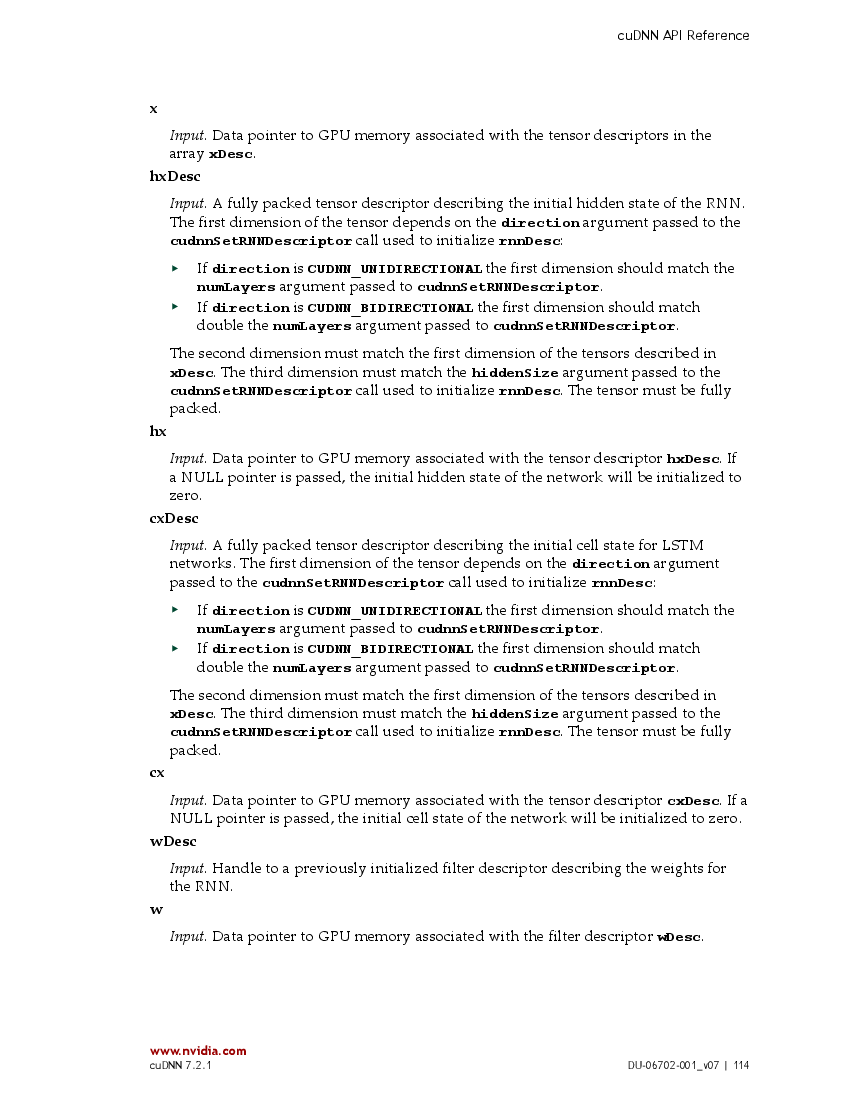 cuDNN API Reference
x
Input. Data pointer to GPU memory associated with the tensor descriptors in the
array xDesc.
hxDesc
Input. A fully packed tensor descriptor describing the initial hidden state of the RNN.
The first dimension of the tensor depends on the direction argument passed to the
cudnnSetRNNDescriptor call used to initialize rnnDesc:
▸ If direction is CUDNN_UNIDIRECTIONAL the first dimension should match the
numLayers argument passed to cudnnSetRNNDescriptor.
▸ If direction is CUDNN_BIDIRECTIONAL the first dimension should match
double the numLayers argument passed to cudnnSetRNNDescriptor.
The second dimension must match the first dimension of the tensors described in
xDesc. The third dimension must match the hiddenSize argument passed to the
cudnnSetRNNDescriptor call used to initialize rnnDesc. The tensor must be fully
packed.
hx
Input. Data pointer to GPU memory associated with the tensor descriptor hxDesc. If
a NULL pointer is passed, the initial hidden state of the network will be initialized to
zero.
cxDesc
Input. A fully packed tensor descriptor describing the initial cell state for LSTM
networks. The first dimension of the tensor depends on the direction argument
passed to the cudnnSetRNNDescriptor call used to initialize rnnDesc:
▸ If direction is CUDNN_UNIDIRECTIONAL the first dimension should match the
numLayers argument passed to cudnnSetRNNDescriptor.
▸ If direction is CUDNN_BIDIRECTIONAL the first dimension should match
double the numLayers argument passed to cudnnSetRNNDescriptor.
The second dimension must match the first dimension of the tensors described in
xDesc. The third dimension must match the hiddenSize argument passed to the
cudnnSetRNNDescriptor call used to initialize rnnDesc. The tensor must be fully
packed.
cx
Input. Data pointer to GPU memory associated with the tensor descriptor cxDesc. If a
NULL pointer is passed, the initial cell state of the network will be initialized to zero.
wDesc
Input. Handle to a previously initialized filter descriptor describing the weights for
the RNN.
w
Input. Data pointer to GPU memory associated with the filter descriptor wDesc.
www.nvidia.com
cuDNN 7.2.1 DU-06702-001_v07 | 114